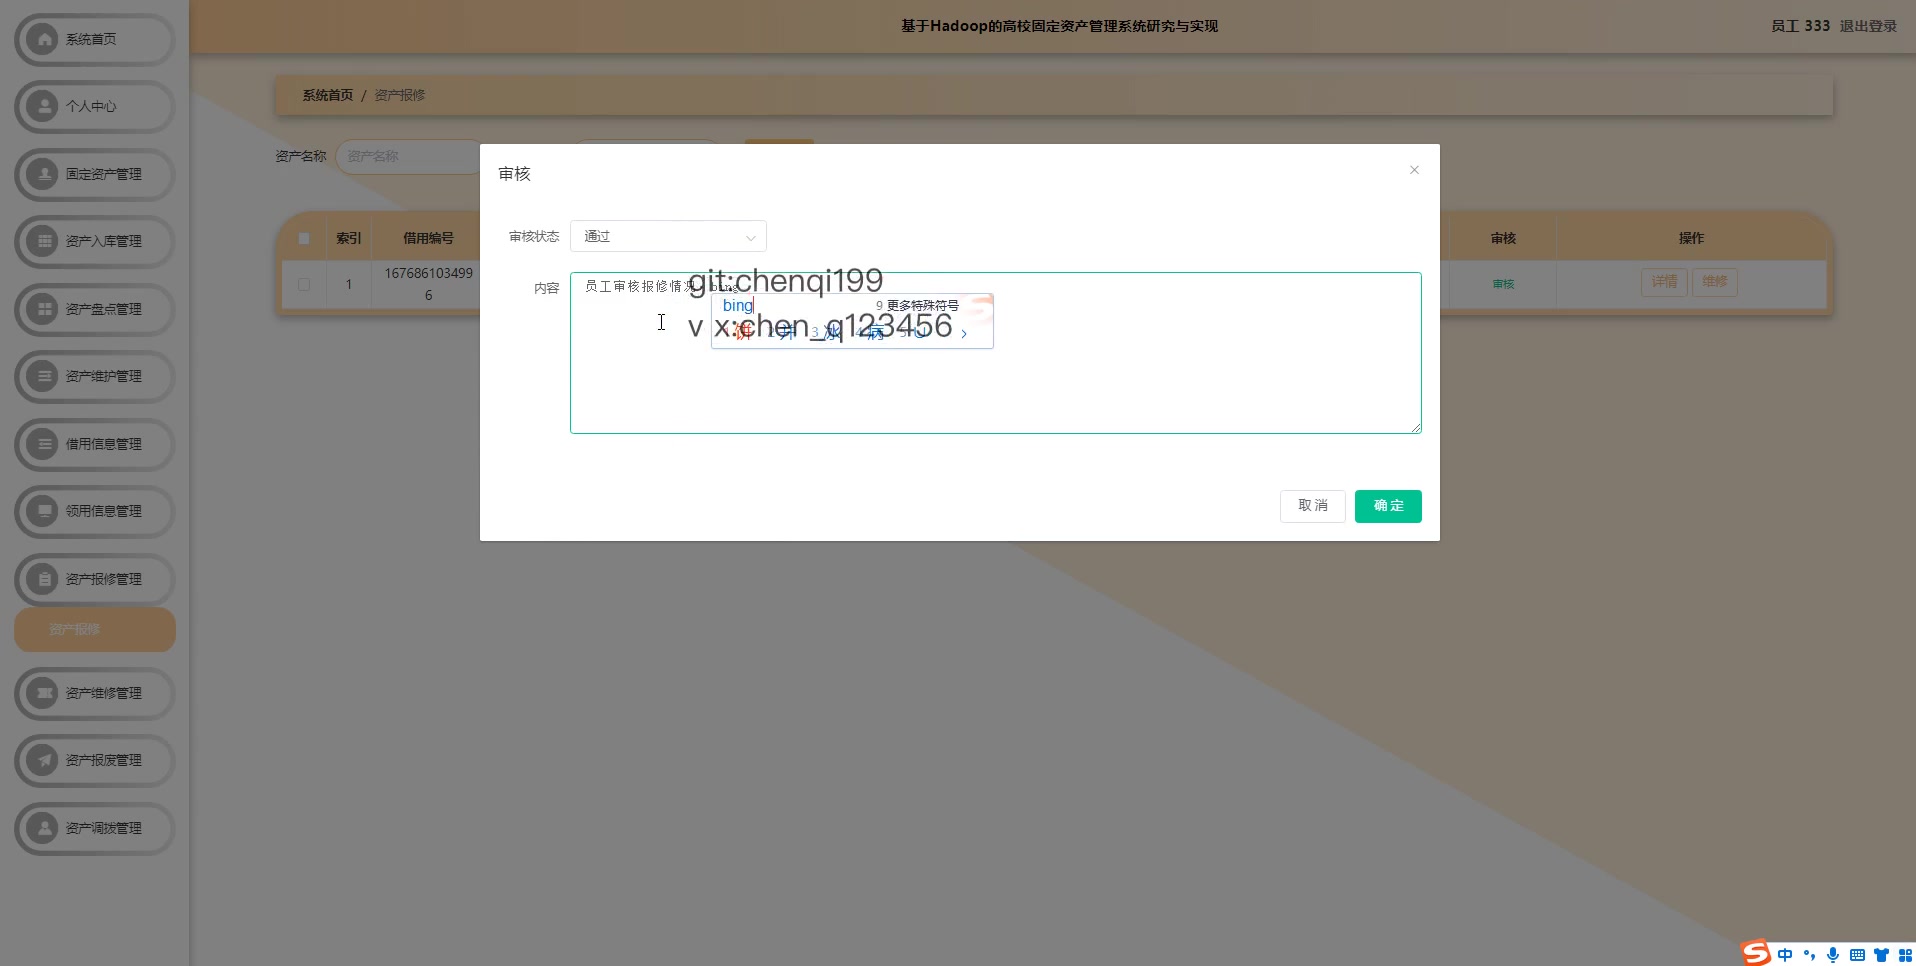 基于Hadoop的高校固定资产管理系统研究与实现
员工 333 退出登录
系统首页
个人中心
固定资产管理
资产入库管理
资产盘点管理
资产维护管理
借用信息管理
领用信息管理
资产报修管理
资产报修
资产维修管理
资产报废管理
资产调拨管理
系统首页 / 资产报修
资产名称 资产名称
索引 借用编号 审核 操作
1 167686103499
6
审核 详情 维修
审核
审核状态 通过
内容 员工审核报修情况
git:chenqi199
bing 9 更多特殊符号
v x:chen_q123456
饼 并 3 冰 4 病
取消 确定
中